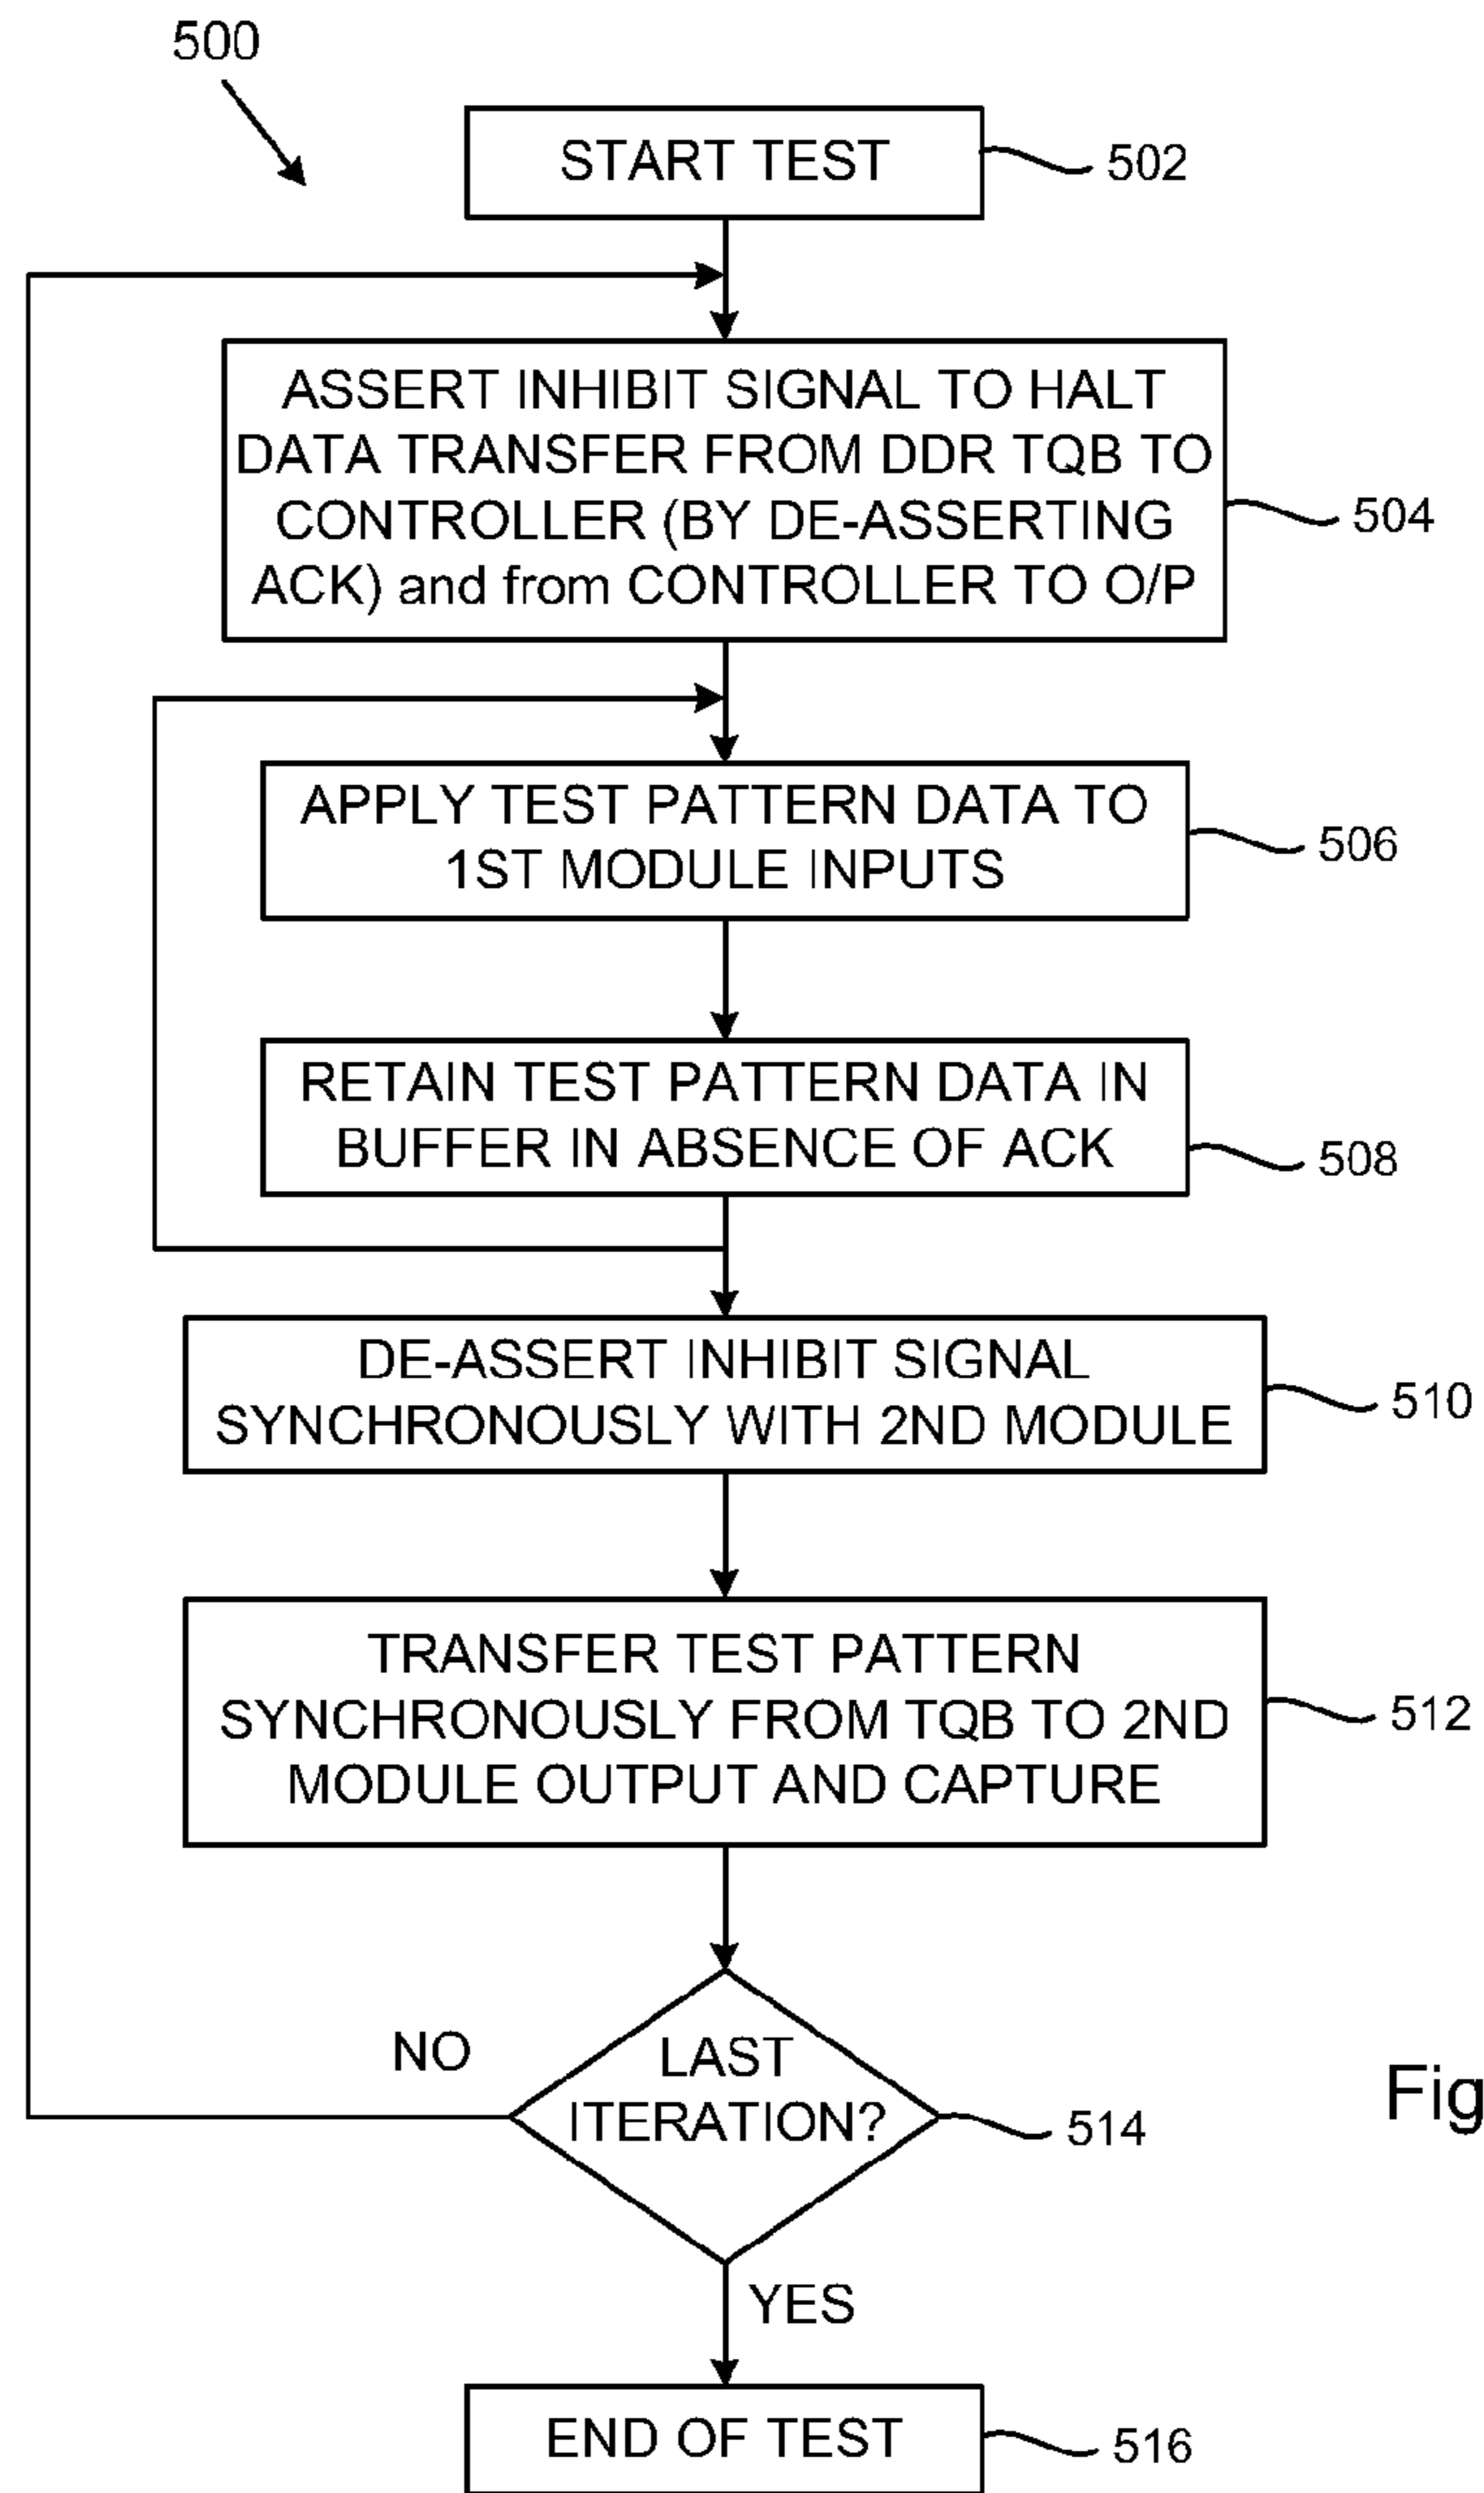 500
START TEST
502
ASSERT INHIBIT SIGNAL TO HALT
DATA TRANSFER FROM DDR TQB TO
CONTROLLER (BY DE-ASSERTING
ACK) and from CONTROLLER TO O/P
504
APPLY TEST PATTERN DATA TO
1ST MODULE INPUTS
506
RETAIN TEST PATTERN DATA IN
BUFFER IN ABSENCE OF ACK
508
DE-ASSERT INHIBIT SIGNAL
SYNCHRONOUSLY WITH 2ND MODULE
510
TRANSFER TEST PATTERN
SYNCHRONOUSLY FROM TQB TO 2ND
MODULE OUTPUT AND CAPTURE
512
NO
LAST
ITERATION?
514
Fig
YES
END OF TEST
516